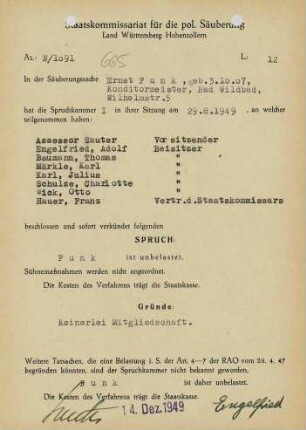 Staatskommissariat für die pol. Säuberung
Land Württemberg Hohenzollern
Az.: N/1091 665 L: 12
In der Säuberungssache Ernst Funk, geb.3.10.07,
Konditormeister, Bad Wildbad,
Wilhelmstr.5
hat die Spruchkammer I in ihrer Sitzung am 29.8.1949 , an welcher
teilgenommen haben:
Assessor Sauter Vorsitzender
Engelfried, Adolf Beisitzer
Baumann, Thomas "
Märkle, Karl "
Karl, Julius "
Schulze, Charlotte "
Wick, Otto "
Hauer, Franz Vertr.d.Staatskommissars
beschlossen und sofort verkündet folgenden
SPRUCH:
Funk ist unbelastet.
Sühnemaßnahmen werden nicht angeordnet.
Die Kosten des Verfahrens trägt die Staatskasse.
Gründe:
Keinerlei Mitgliedschaft.
Weitere Tatsachen, die eine Belastung i. S. der Art. 4—7 der RAO vom 25. 4. 47
begründen könnten, sind der Spruchkammer nicht bekannt geworden.
Funk ist daher unbelastet.
Die Kosten des Verfahrens trägt die Staatskasse.
14. Dez. 1949 Engelfried